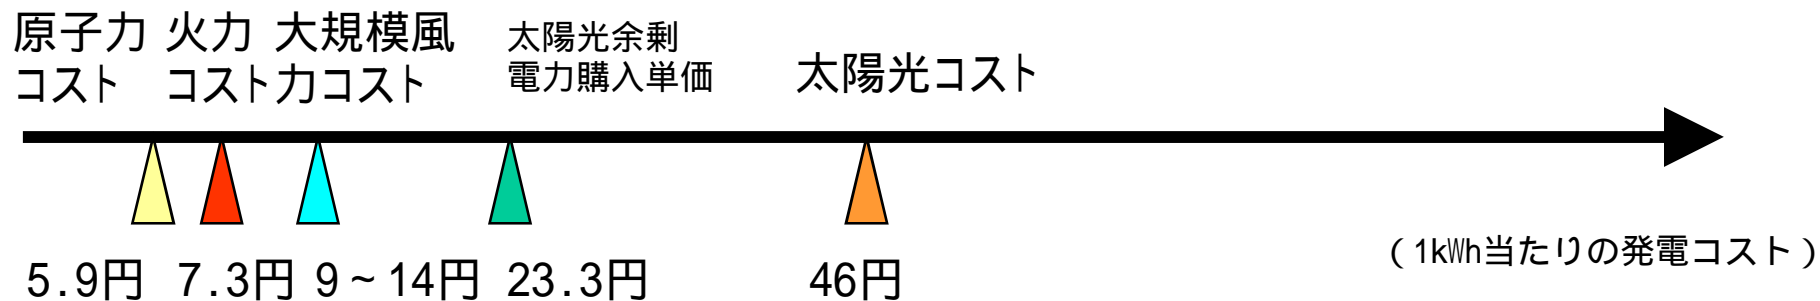 原子力 火力 大規模風
コスト コスト 力コスト
太陽光余剰
電力購入単価
太陽光コスト
5.9円 7.3円 9~14円 23.3円 46円
（1kWh当たりの発電コスト）